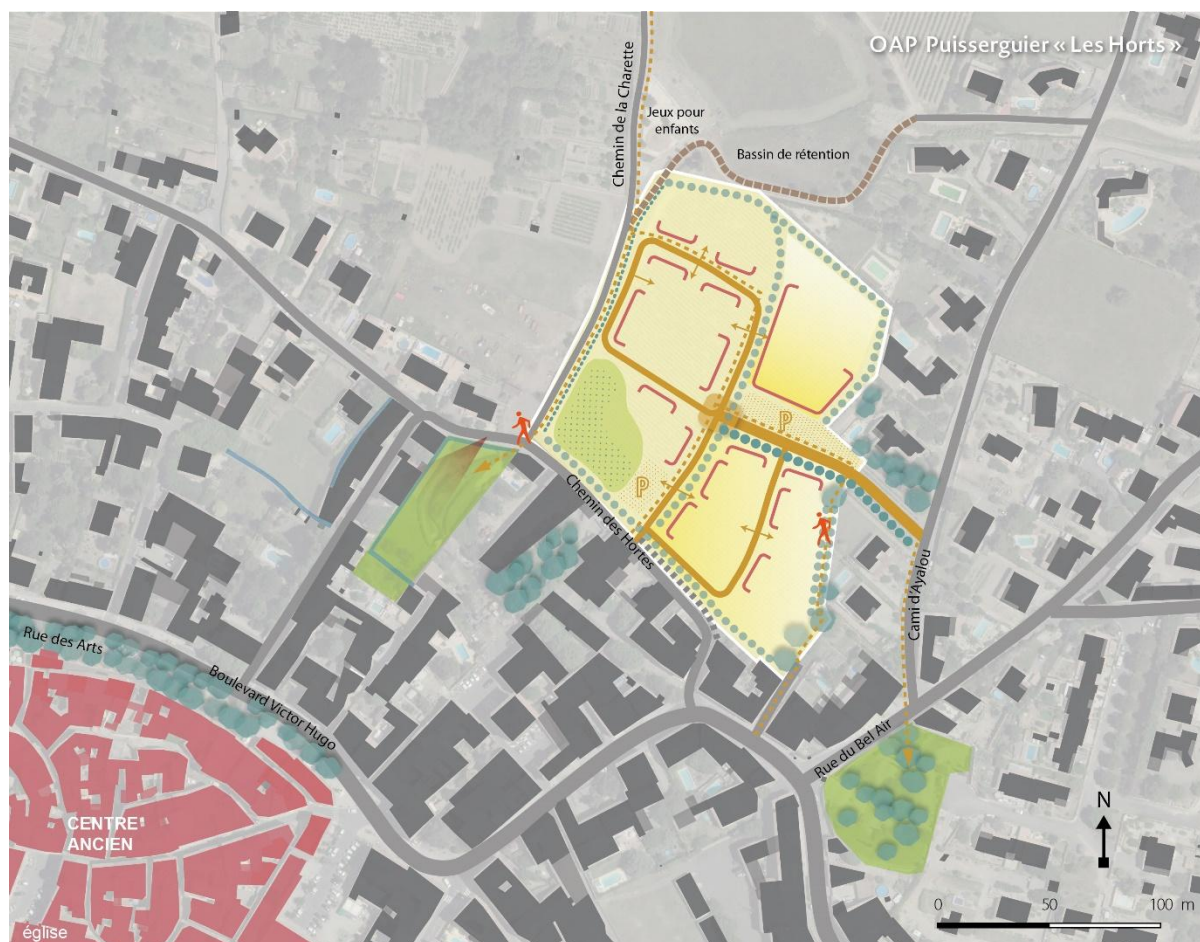 OAP Puisserguier « Les Horts »
Chemin de la Charette
Jeux pour
enfants
Bassin de rétention
P
P
Chemin des Hortes
Cami d'Ayalou
Rue des Arts
Boulevard Victor Hugo
Rue du Bel Air
CENTRE
ANCIEN
N
0 50 100 m
église